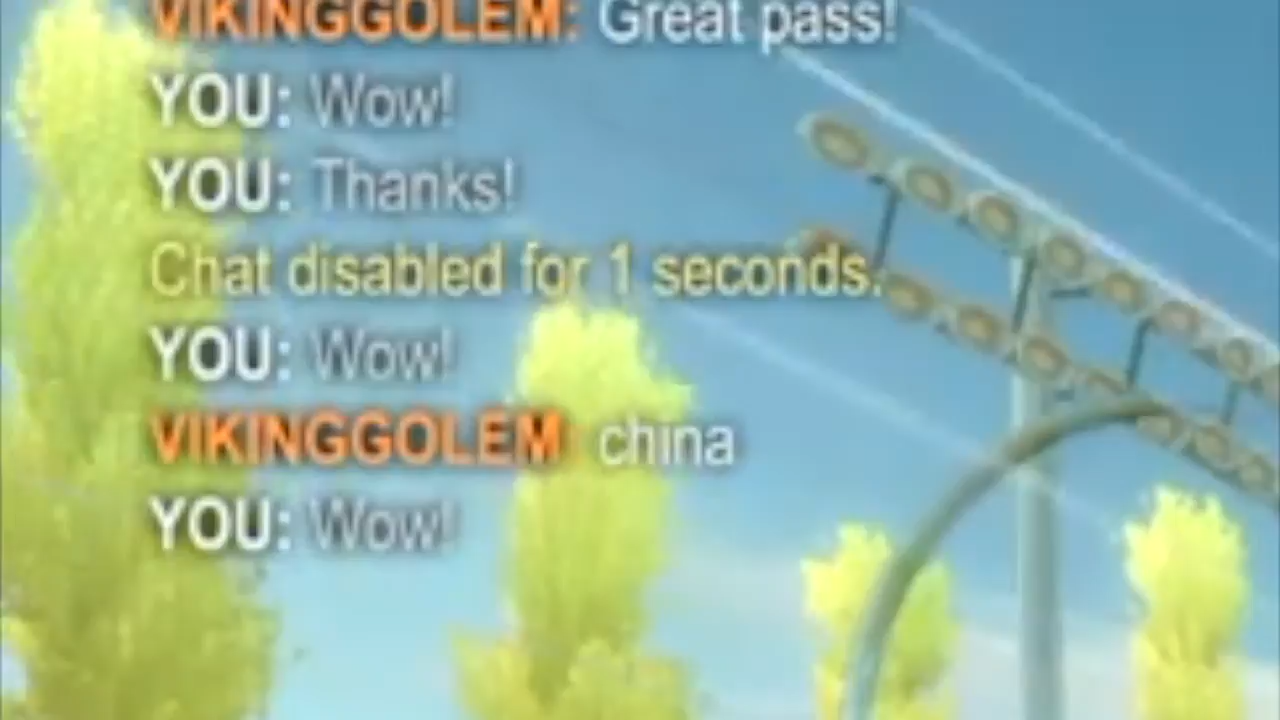 VIKINGGOLEM: Great pass!
YOU: Wow!
YOU: Thanks!
Chat disabled for 1 seconds.
YOU: Wow!
VIKINGGOLEM: china
YOU: Wow!